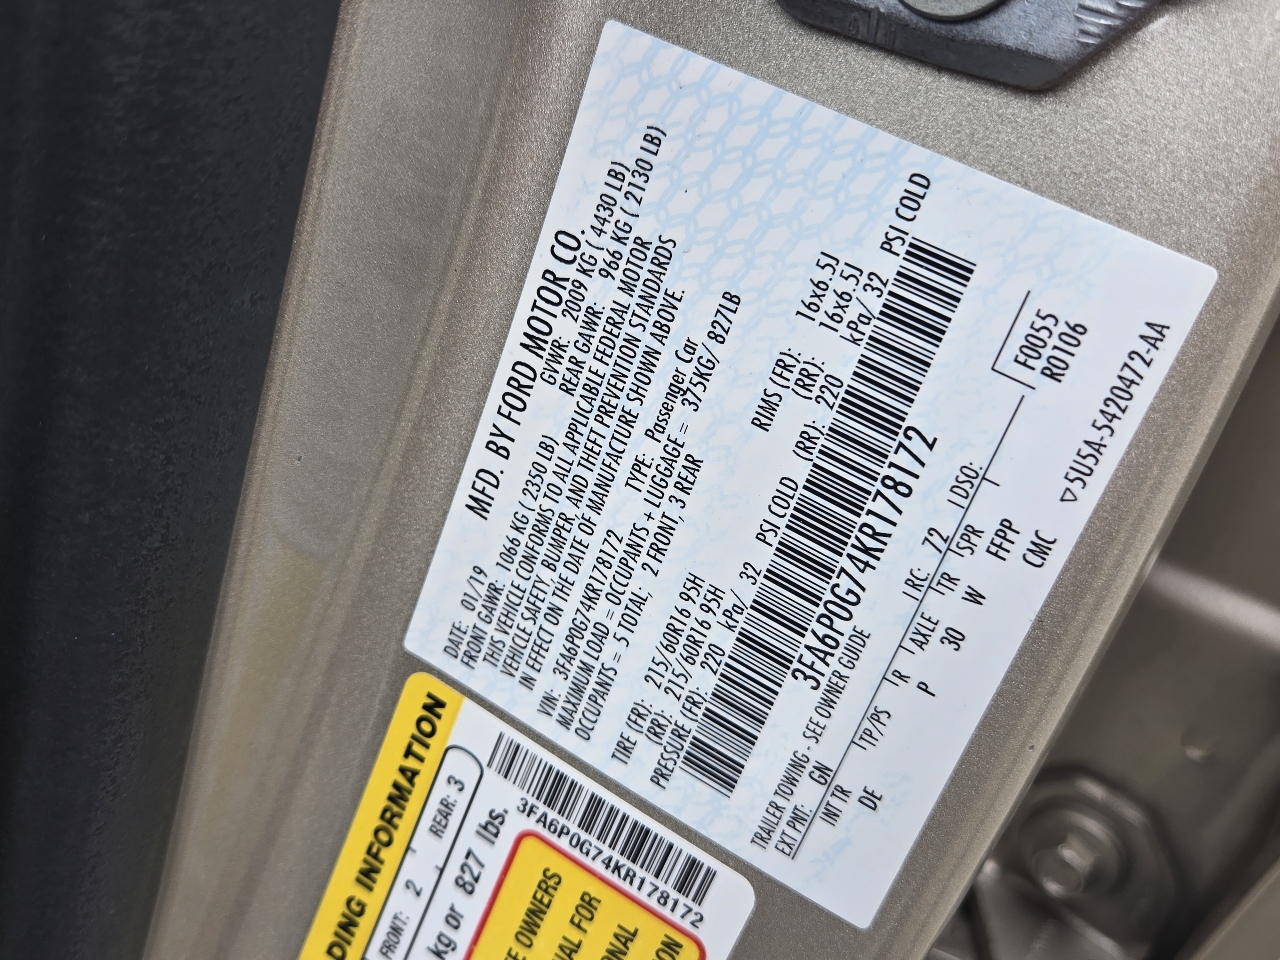 MFD. BY FORD MOTOR CO.
DATE: 01/19 GVWR: 2009 KG ( 4430 LB)
FRONT GAWR: 1066 KG ( 2350 LB) REAR GAWR: 966 KG ( 2130 LB)
THIS VEHICLE CONFORMS TO ALL APPLICABLE FEDERAL MOTOR
VEHICLE SAFETY, BUMPER, AND THEFT PREVENTION STANDARDS
IN EFFECT ON THE DATE OF MANUFACTURE SHOWN ABOVE.
VIN: 3FA6P0G74KR178172 TYPE: Passenger Car
MAXIMUM LOAD = OCCUPANTS + LUGGAGE = 375KG/ 827LB
OCCUPANTS = 5 TOTAL; 2 FRONT, 3 REAR
TIRE (FR): 215/60R16 95H RIMS (FR): 16x6.5J
(RR): 215/60R16 95H (RR): 16x6.5J
PRESSURE (FR): 220 kPa/ 32 PSI COLD (RR): 220 kPa/ 32 PSI COLD
3FA6P0G74KR178172
TRAILER TOWING - SEE OWNER GUIDE
EXT PNT: GN RC: 72 DSO:
INT TR TP/PS R AXLE TR SPR
DE P 30 W FFPP
CMC
F0055
R0106
▽5U5A-5420472-AA
DING INFORMATION
FRONT: 2 REAR: 3
kg or 827 lbs.
3FA6P0G74KR178172
E OWNERS
UAL FOR
ONAL
ON